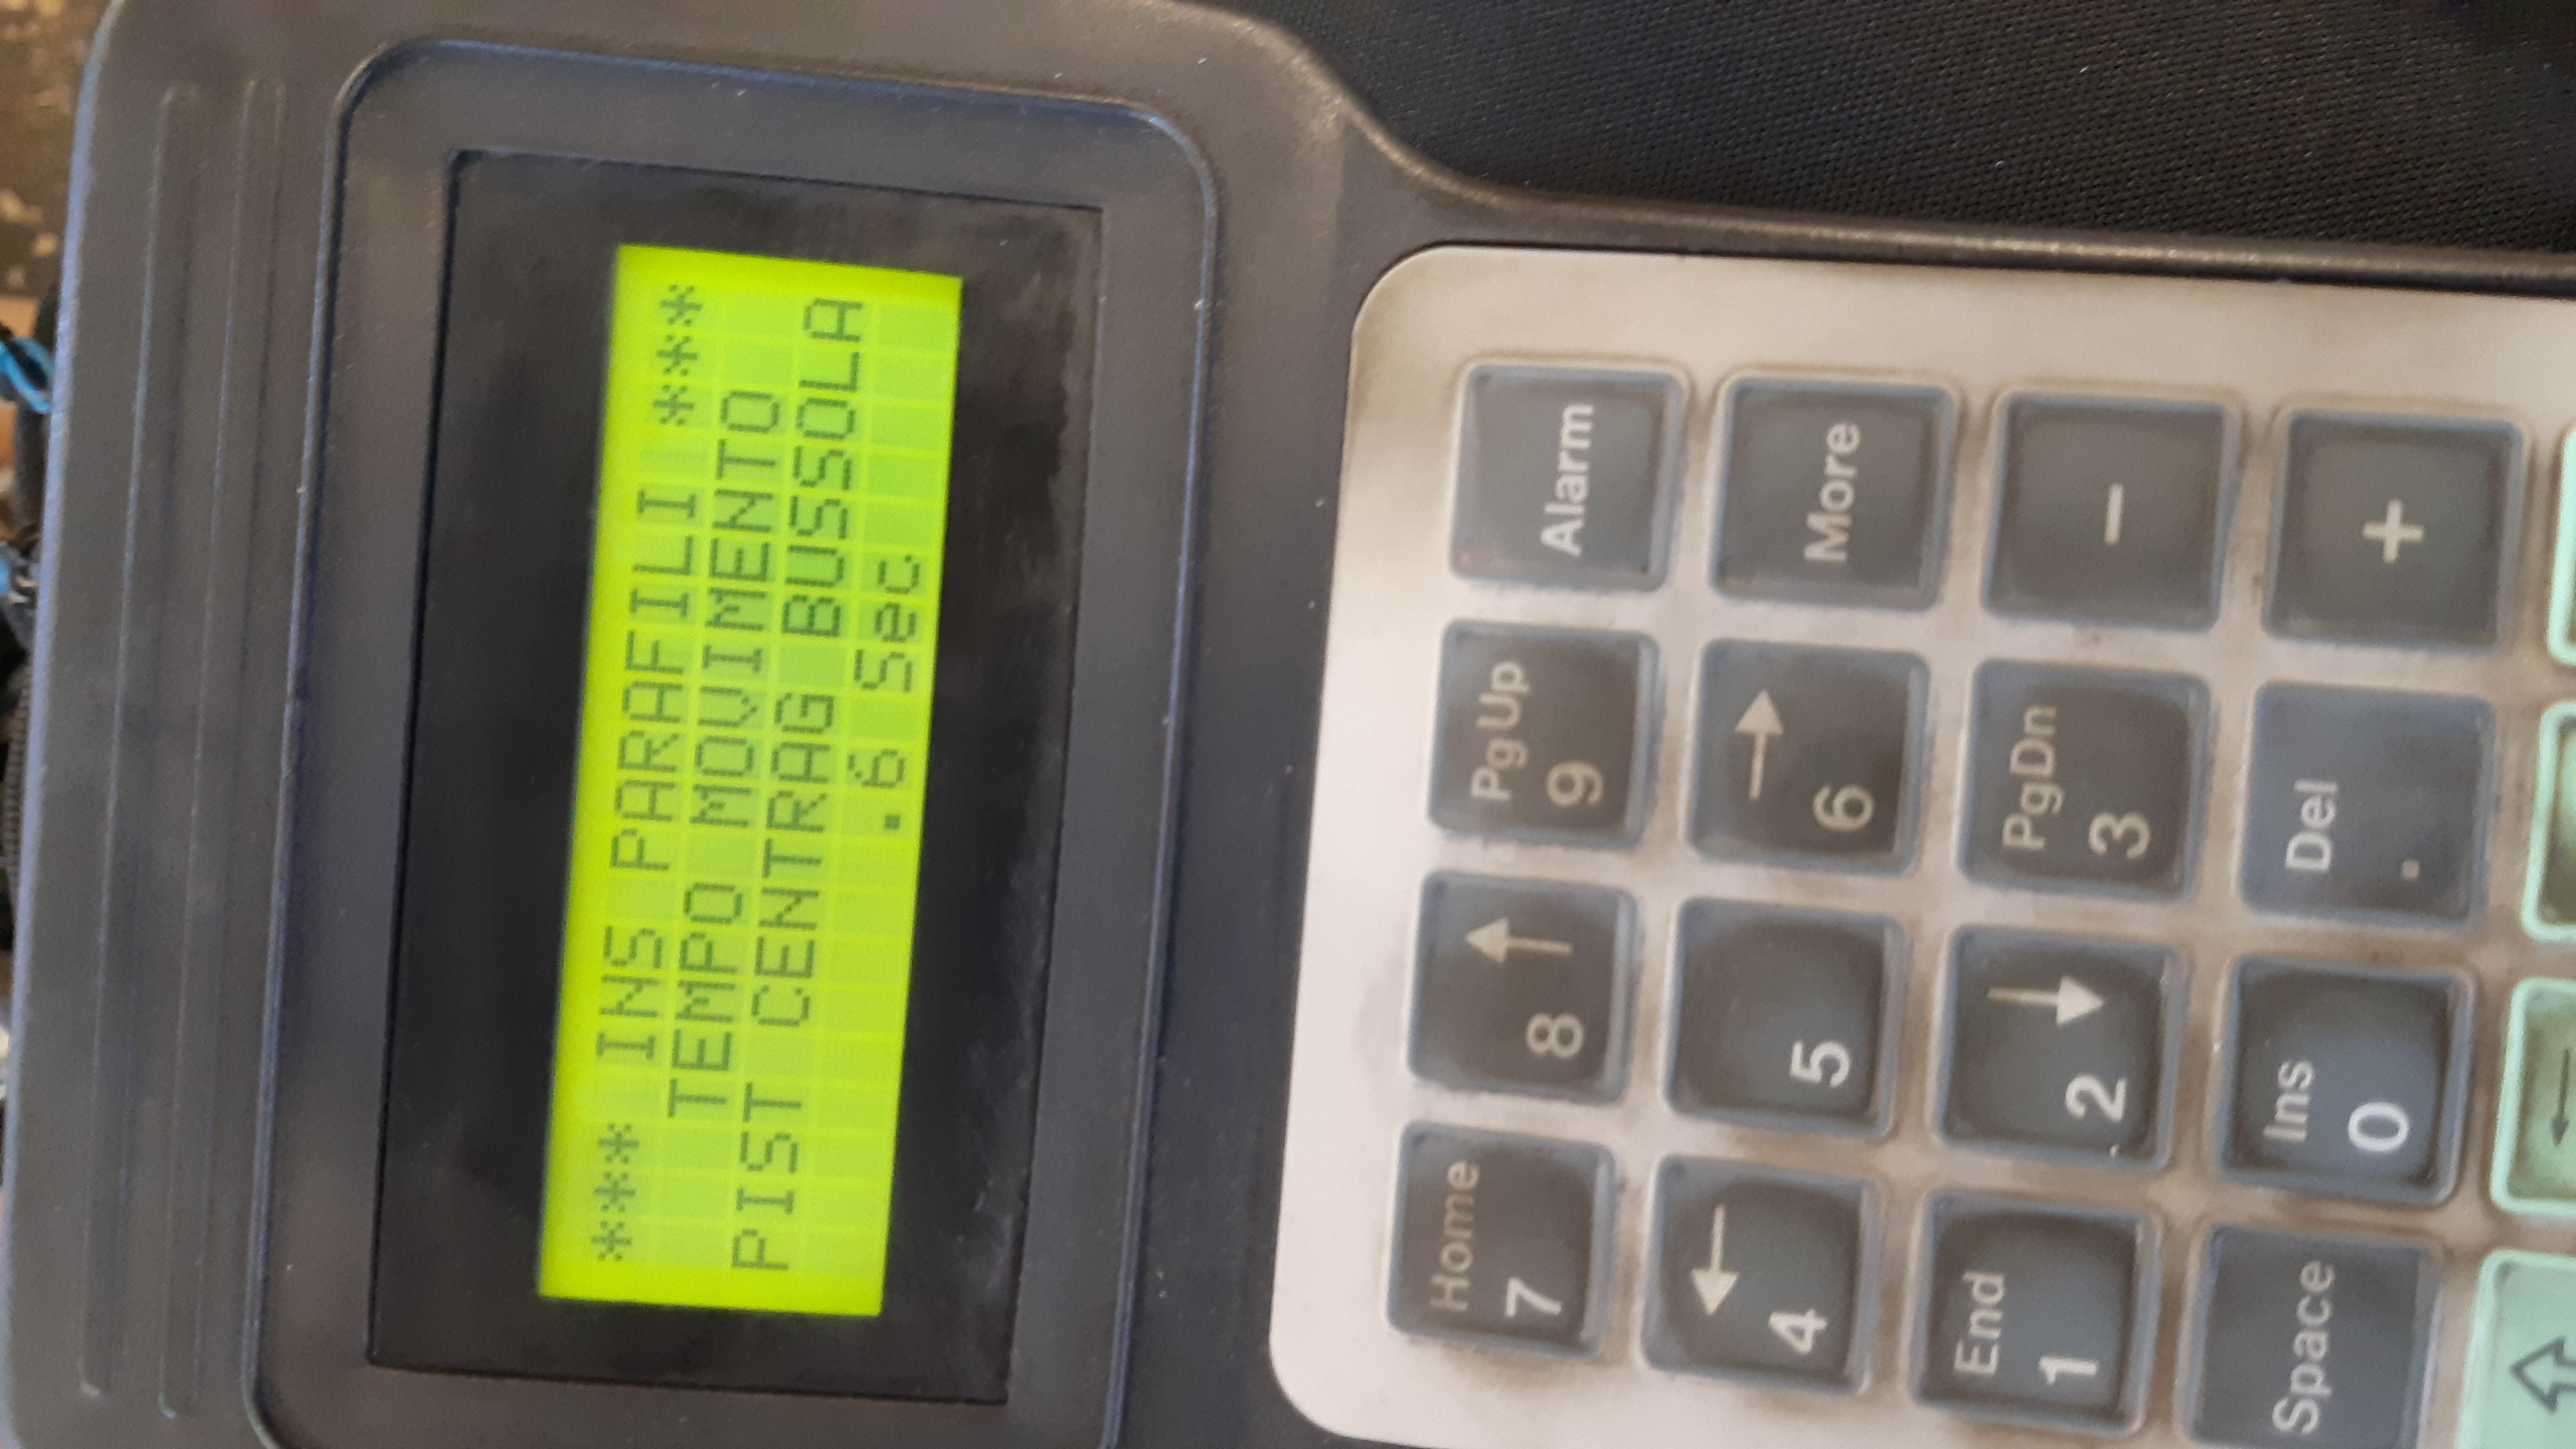 *** INS PARAFILI ***
TEMPO MOVIMENTO
PIST CENTRAG BUSSOLA
.6 Sec
Home
7
8
PgUp
9
Alarm
4
5
6
More
End
1
2
PgDn
3
-
Space
Ins
0
Del
.
+